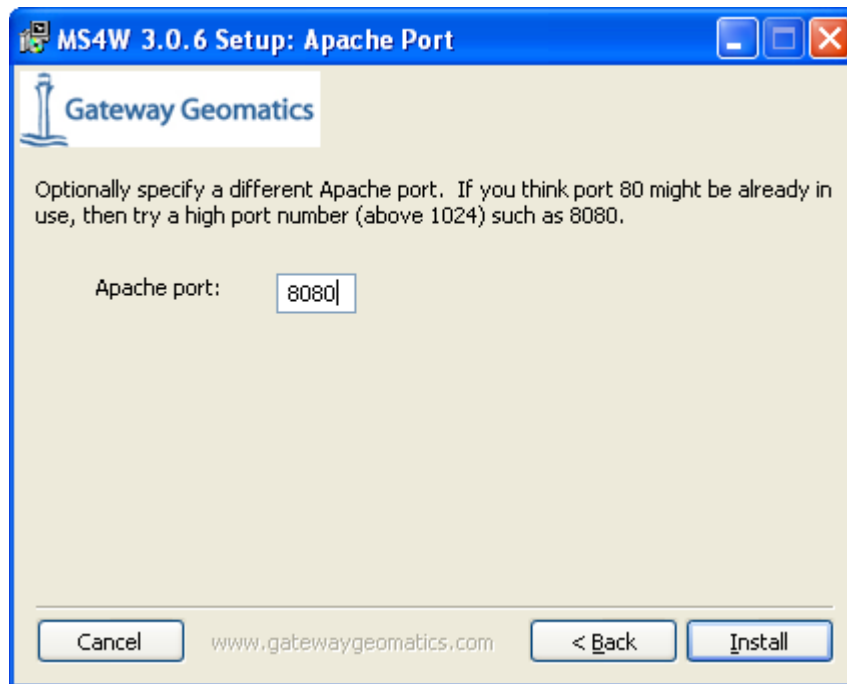 MS4W 3.0.6 Setup: Apache Port
Gateway Geomatics
Optionally specify a different Apache port. If you think port 80 might be already in
use, then try a high port number (above 1024) such as 8080.
Apache port: 8080
Cancel www.gatewaygeomatics.com < Back Install